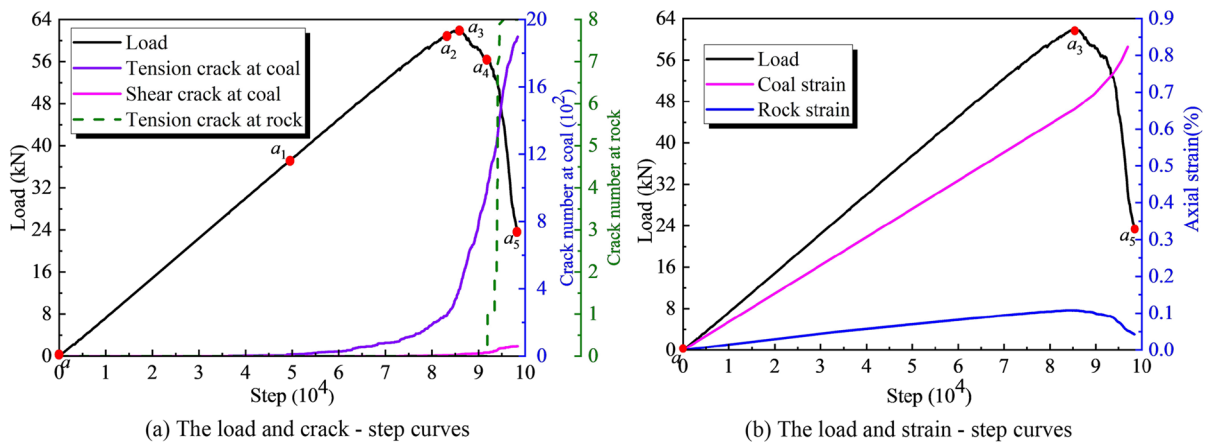 64
56
48
40
32
24
16
8
0
Load (kN)
Load
Tension crack at coal
Shear crack at coal
Tension crack at rock
a
a1
a2
a3
a4
a5
0 1 2 3 4 5 6 7 8 9 10
Step (10^4)
20
16
12
8
4
0
Crack number at coal (10^2)
8
7
6
5
4
3
2
1
0
Crack number at rock
(a) The load and crack - step curves
64
56
48
40
32
24
16
8
0
Load (kN)
Load
Coal strain
Rock strain
a
a3
a5
0 1 2 3 4 5 6 7 8 9 10
Step (10^4)
0.9
0.8
0.7
0.6
0.5
0.4
0.3
0.2
0.1
0.0
Axial strain(%)
(b) The load and strain - step curves